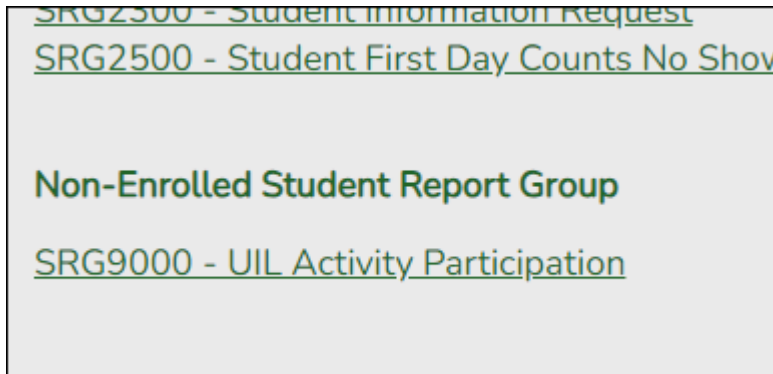 SRG2300 - Student Information Request
SRG2500 - Student First Day Counts No Show
Non-Enrolled Student Report Group
SRG9000 - UIL Activity Participation